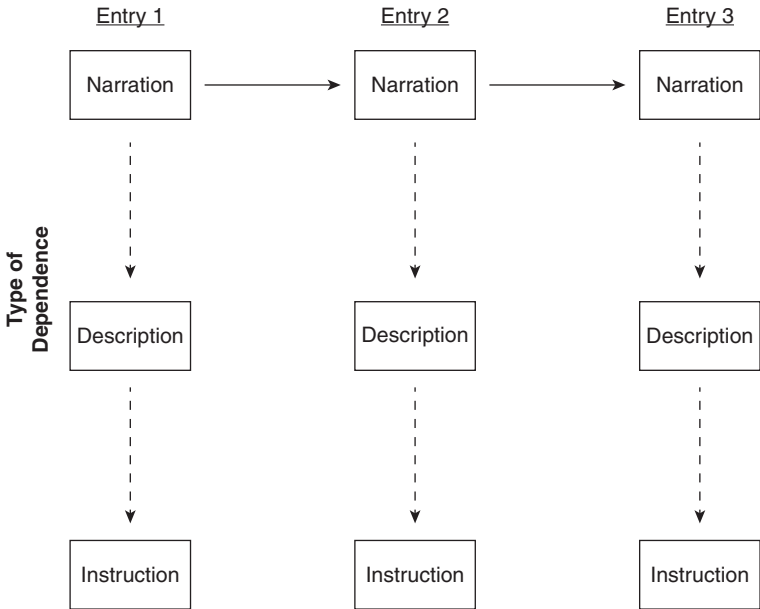 Entry 1 Entry 2 Entry 3
Narration Narration Narration
Type of
Dependence
Description Description Description
Instruction Instruction Instruction